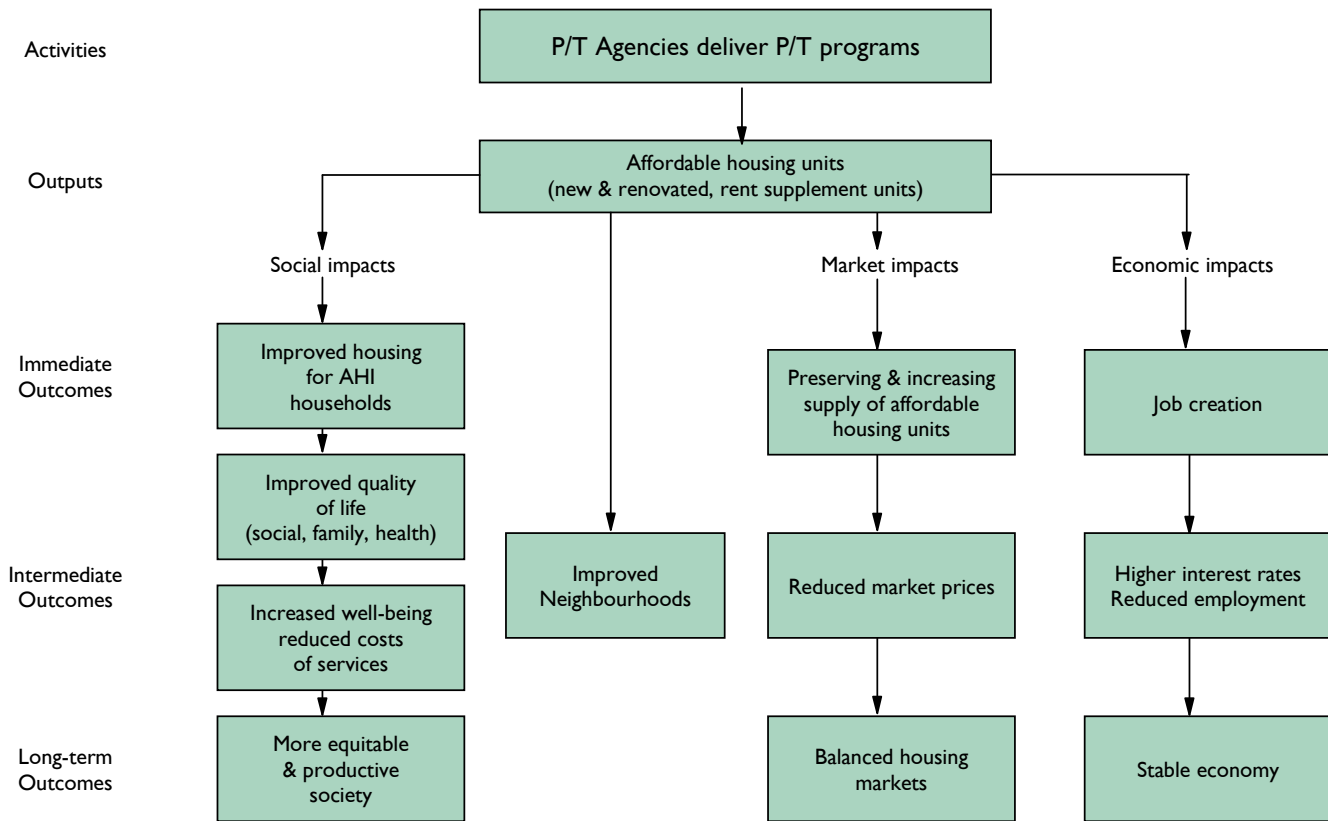 Activities
P/T Agencies deliver P/T programs
Outputs
Affordable housing units
(new & renovated, rent supplement units)
Social impacts
Market impacts
Economic impacts
Immediate
Outcomes
Improved housing
for AHI
households
Preserving & increasing
supply of affordable
housing units
Job creation
Improved quality
of life
(social, family, health)
Intermediate
Outcomes
Increased well-being
reduced costs
of services
Improved
Neighbourhoods
Reduced market prices
Higher interest rates
Reduced employment
Long-term
Outcomes
More equitable
& productive
society
Balanced housing
markets
Stable economy